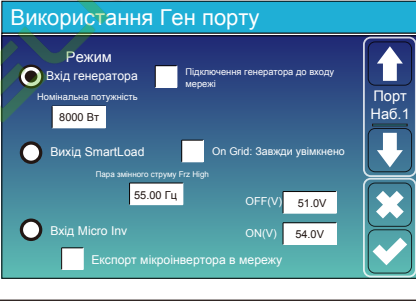 Використання Ген порту
Режим
Вхід генератора
Підключення генератора до входу
мережі
Номінальна потужність
8000 Вт
Порт
Наб.1
Вихід SmartLoad
On Grid: Завжди увімкнено
Пара змінного струму Frz High
55.00 Гц
OFF(V)
51.0V
Вхід Micro Inv
ON(V)
54.0V
Експорт мікроінвертора в мережу